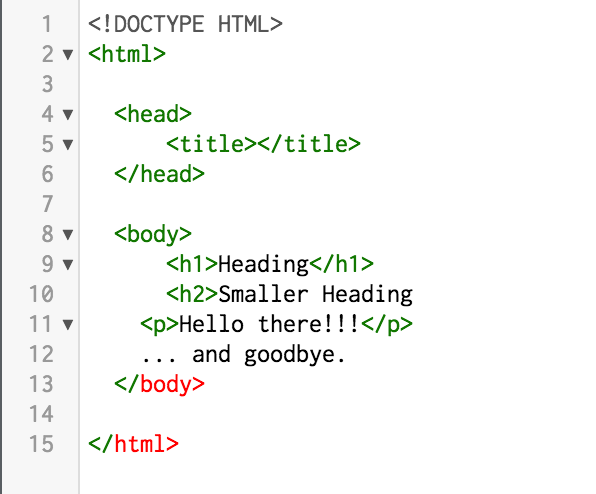 1 <!DOCTYPE HTML>
2 ▼ <html>
3
4 ▼ <head>
5 ▼ <title></title>
6 </head>
7
8 ▼ <body>
9 ▼ <h1>Heading</h1>
10 <h2>Smaller Heading
11 ▼ <p>Hello there!!!</p>
12 ... and goodbye.
13 </body>
14
15 </html>